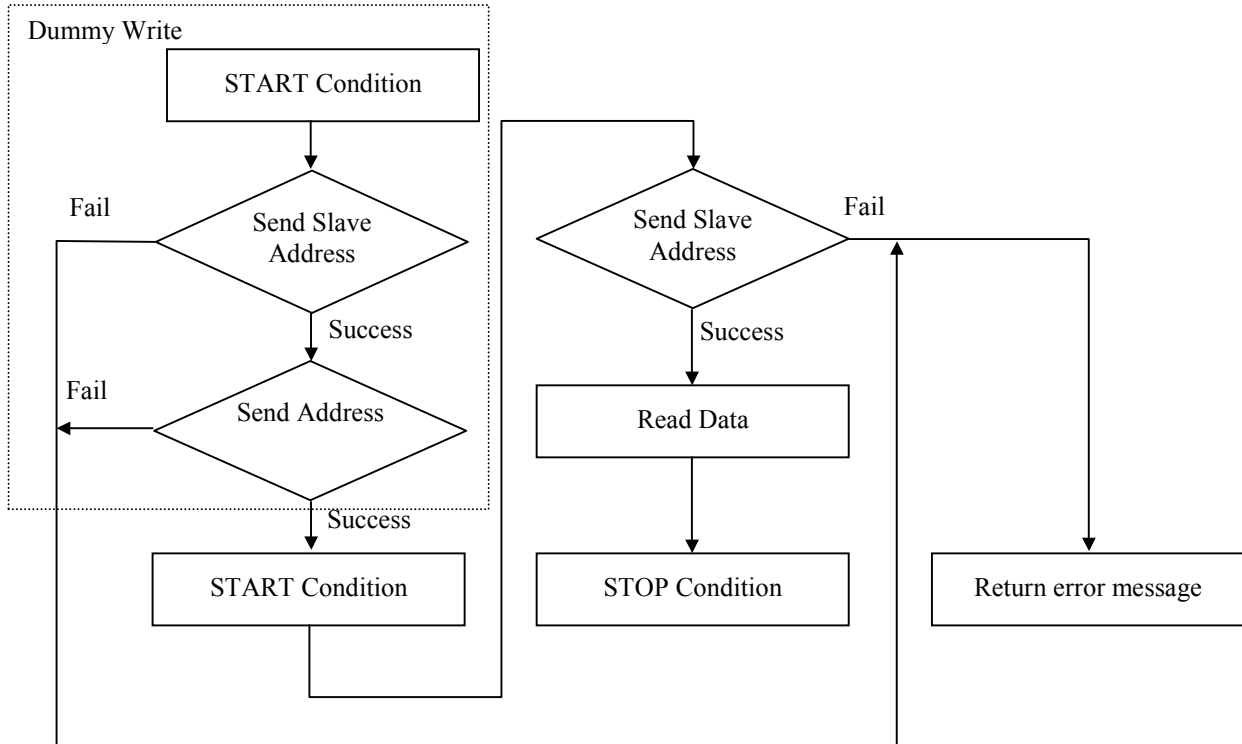 Dummy Write
START Condition
Fail
Send Slave
Address
Success
Fail
Send Address
Success
START Condition
Send Slave
Address
Fail
Success
Read Data
STOP Condition
Return error message